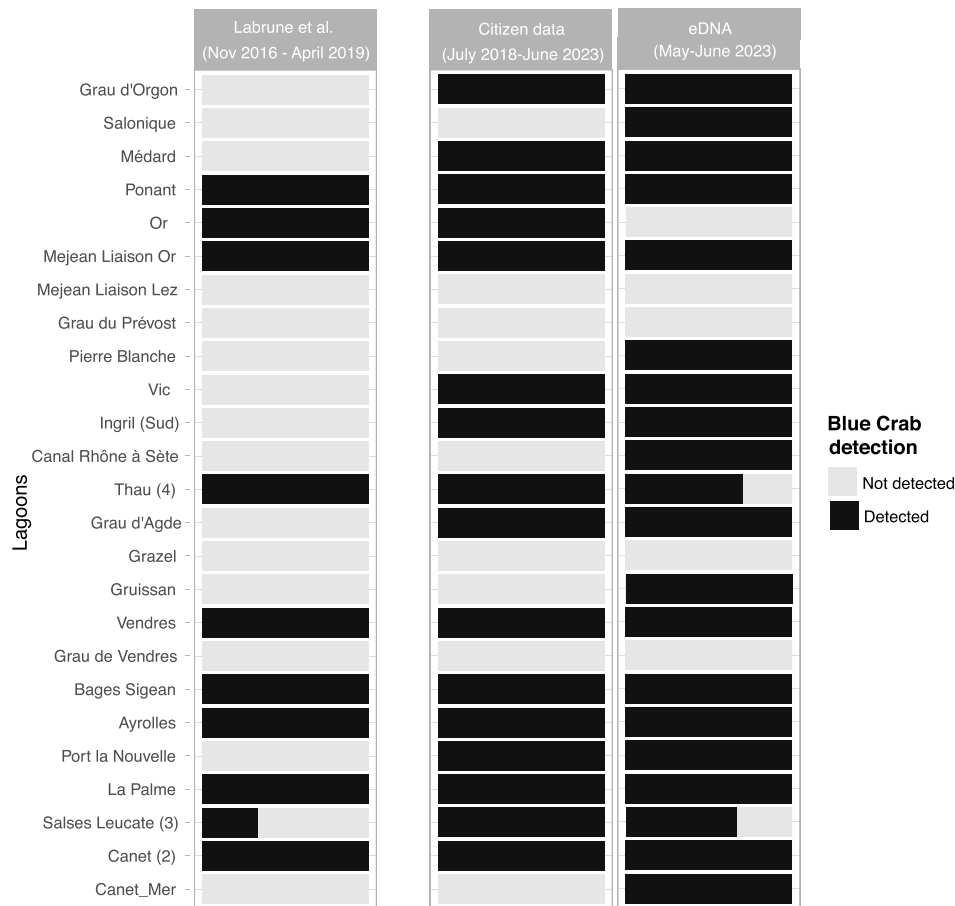 Labrune et al.
(Nov 2016 - April 2019)
Citizen data
(July 2018-June 2023)
eDNA
(May-June 2023)
Grau d'Orgon
Salonique
Médard
Ponant
Or
Mejean Liaison Or
Mejean Liaison Lez
Grau du Prévost
Pierre Blanche
Vic
Ingril (Sud)
Canal Rhône à Sète
Thau (4)
Grau d'Agde
Grazel
Gruissan
Vendres
Grau de Vendres
Bages Sigean
Ayrolles
Port la Nouvelle
La Palme
Salses Leucate (3)
Canet (2)
Canet_Mer
Lagoons
Blue Crab
detection
Not detected
Detected